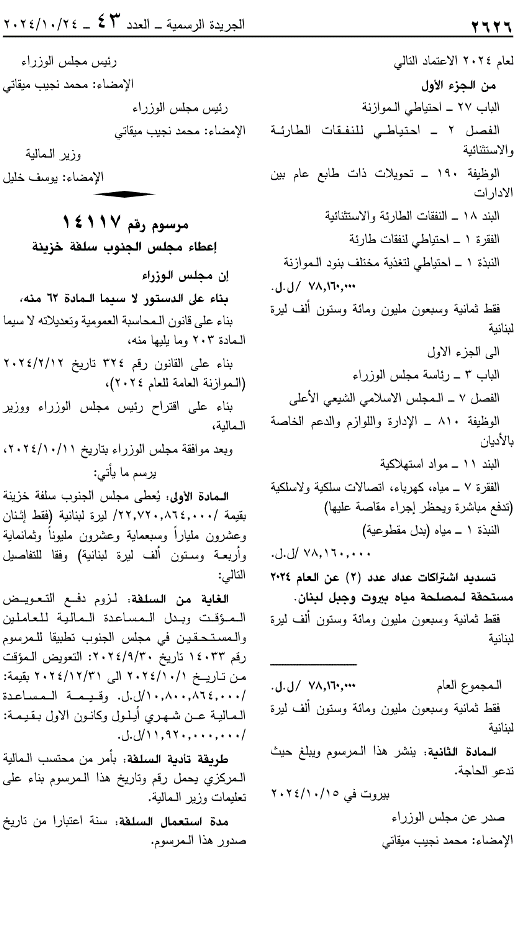 ٢٦٢٦
الجريدة الرسمية ــ العدد ٤٣ ــ ٢٠٢٤/١٠/٢٤
لعام ٢٠٢٤ الاعتماد التالي
من الجزء الأول
الباب ٢٧ ــ احتياطي الموازنة
الفصل ٢ ــ احتياطي للنفقات الطارئة
والاستثنائية
الوظيفة ١٩٠ ــ تحويلات ذات طابع عام بين
الادارات
البند ١٨ ــ النفقات الطارئة والاستثنائية
الفقرة ١ ــ احتياطي لنفقات طارئة
النبذة ١ ــ احتياطي لتغذية مختلف بنود الموازنة
٧٨,١٦٠,٠٠٠ /ل.ل.
فقط ثمانية وسبعون مليون ومائة وستون ألف ليرة
لبنانية
الى الجزء الاول
الباب ٣ ــ رئاسة مجلس الوزراء
الفصل ٧ ــ المجلس الاسلامي الشيعي الأعلى
الوظيفة ٨١٠ ــ الإدارة واللوازم والدعم الخاصة
بالأديان
البند ١١ ــ مواد استهلاكية
الفقرة ٧ ــ مياه، كهرباء، اتصالات سلكية ولاسلكية
(تدفع مباشرة ويحظر إجراء مقاصة عليها)
النبذة ١ ــ مياه (بدل مقطوعية)
٧٨,١٦٠,٠٠٠ /ل.ل.
تسديد اشتراكات عداد عدد (٢) عن العام ٢٠٢٤
مستحقة لمصلحة مياه بيروت وجبل لبنان.
فقط ثمانية وسبعون مليون ومائة وستون ألف ليرة
لبنانية
المجموع العام ٧٨,١٦٠,٠٠٠ /ل.ل.
فقط ثمانية وسبعون مليون ومائة وستون ألف ليرة
لبنانية
المادة الثانية: ينشر هذا المرسوم ويبلغ حيث
تدعو الحاجة.
بيروت في ٢٠٢٤/١٠/١٥
صدر عن مجلس الوزراء
الإمضاء: محمد نجيب ميقاتي
رئيس مجلس الوزراء
الإمضاء: محمد نجيب ميقاتي
رئيس مجلس الوزراء
الإمضاء: محمد نجيب ميقاتي
وزير المالية
الإمضاء: يوسف خليل
مرسوم رقم ١٤١١٧
إعطاء مجلس الجنوب سلفة خزينة
إن مجلس الوزراء
بناء على الدستور لا سيما المادة ٦٢ منه،
بناء على قانون المحاسبة العمومية وتعديلاته لا سيما
المادة ٢٠٣ وما يليها منه،
بناء على القانون رقم ٣٢٤ تاريخ ٢٠٢٤/٢/١٢
(الموازنة العامة للعام ٢٠٢٤)،
بناء على اقتراح رئيس مجلس الوزراء ووزير
المالية،
وبعد موافقة مجلس الوزراء بتاريخ ٢٠٢٤/١٠/١١،
يرسم ما يأتي:
المادة الأولى: يُعطى مجلس الجنوب سلفة خزينة
بقيمة /٢٢,٧٢٠,٨٦٤,٠٠٠/ ليرة لبنانية (فقط إثنان
وعشرون ملياراً وسبعماية وعشرون مليوناً وثمانماية
وأربعة وستون ألف ليرة لبنانية) وفقا للتفاصيل
التالي:
الغاية من السلفة: لزوم دفع التعويض
المؤقت وبدل المساعدة المالية للعاملين
والمستحقين في مجلس الجنوب تطبيقا للمرسوم
رقم ١٤٠٣٣ تاريخ ٢٠٢٤/٩/٣٠: التعويض المؤقت
من تاريخ ٢٠٢٤/١٠/١ الى ٢٠٢٤/١٢/٣١ بقيمة:
/١٠,٨٠٠,٨٦٤,٠٠٠/ل.ل. وقيمة المساعدة
المالية عن شهري أيلول وكانون الاول بقيمة:
/١١,٩٢٠,٠٠٠,٠٠٠/ل.ل.
طريقة تأدية السلفة: بأمر من محتسب المالية
المركزي يحمل رقم وتاريخ هذا المرسوم بناء على
تعليمات وزير المالية.
مدة استعمال السلفة: سنة اعتبارا من تاريخ
صدور هذا المرسوم.